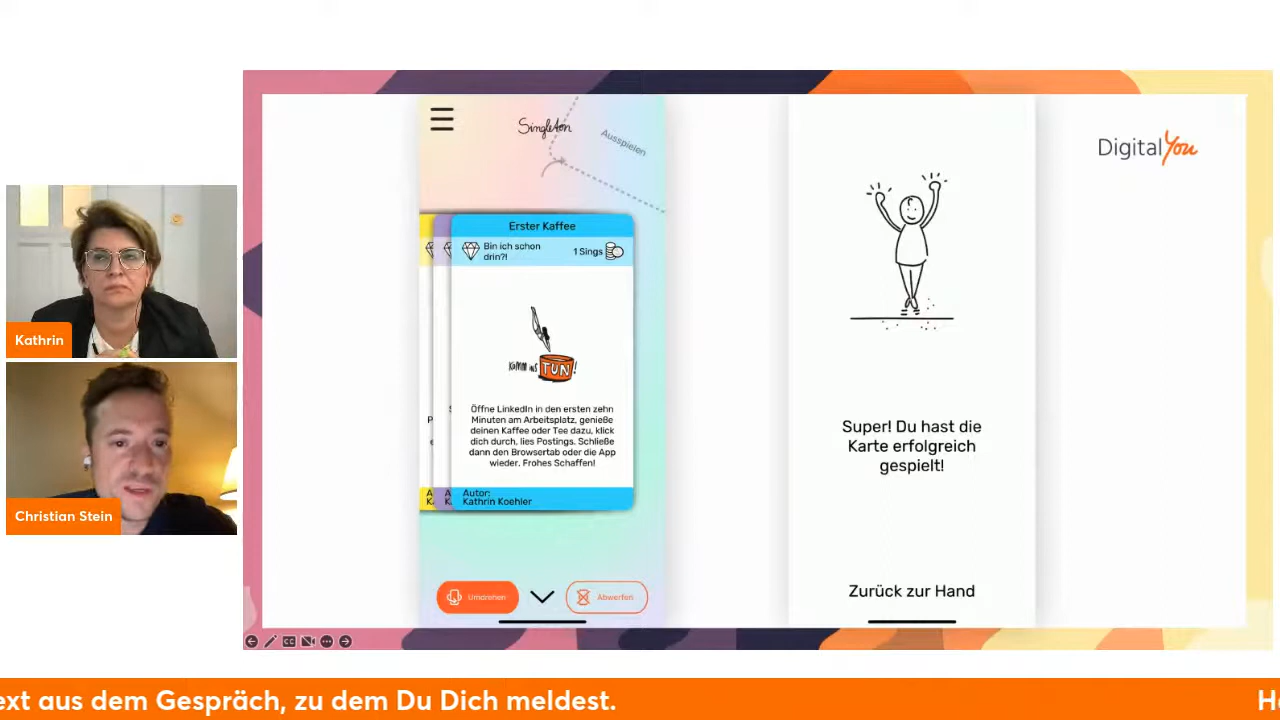 Kathrin
Christian Stein
Singleton
Ausspielen
Erster Kaffee
Bin ich schon
drin?!
1 Sings
KOMM INS TUN!
Öffne LinkedIn in den ersten zehn
Minuten am Arbeitsplatz, genieße
deinen Kaffee oder Tee dazu, klick
dich durch, lies Postings. Schließe
dann den Browsertab oder die App
wieder. Frohes Schaffen!
Autor:
Kathrin Koehler
Umdrehen
Abwerfen
Super! Du hast die
Karte erfolgreich
gespielt!
Zurück zur Hand
DigitalYou
CC
ext aus dem Gespräch, zu dem Du Dich meldest.